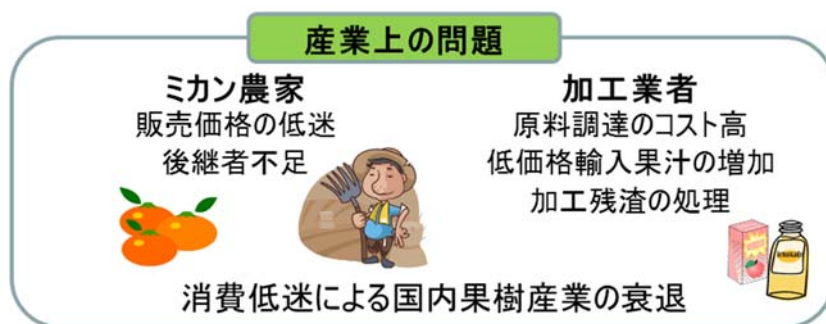 産業上の問題
ミカン農家
販売価格の低迷
後継者不足
加工業者
原料調達のコスト高
低価格輸入果汁の増加
加工残渣の処理
消費低迷による国内果樹産業の衰退